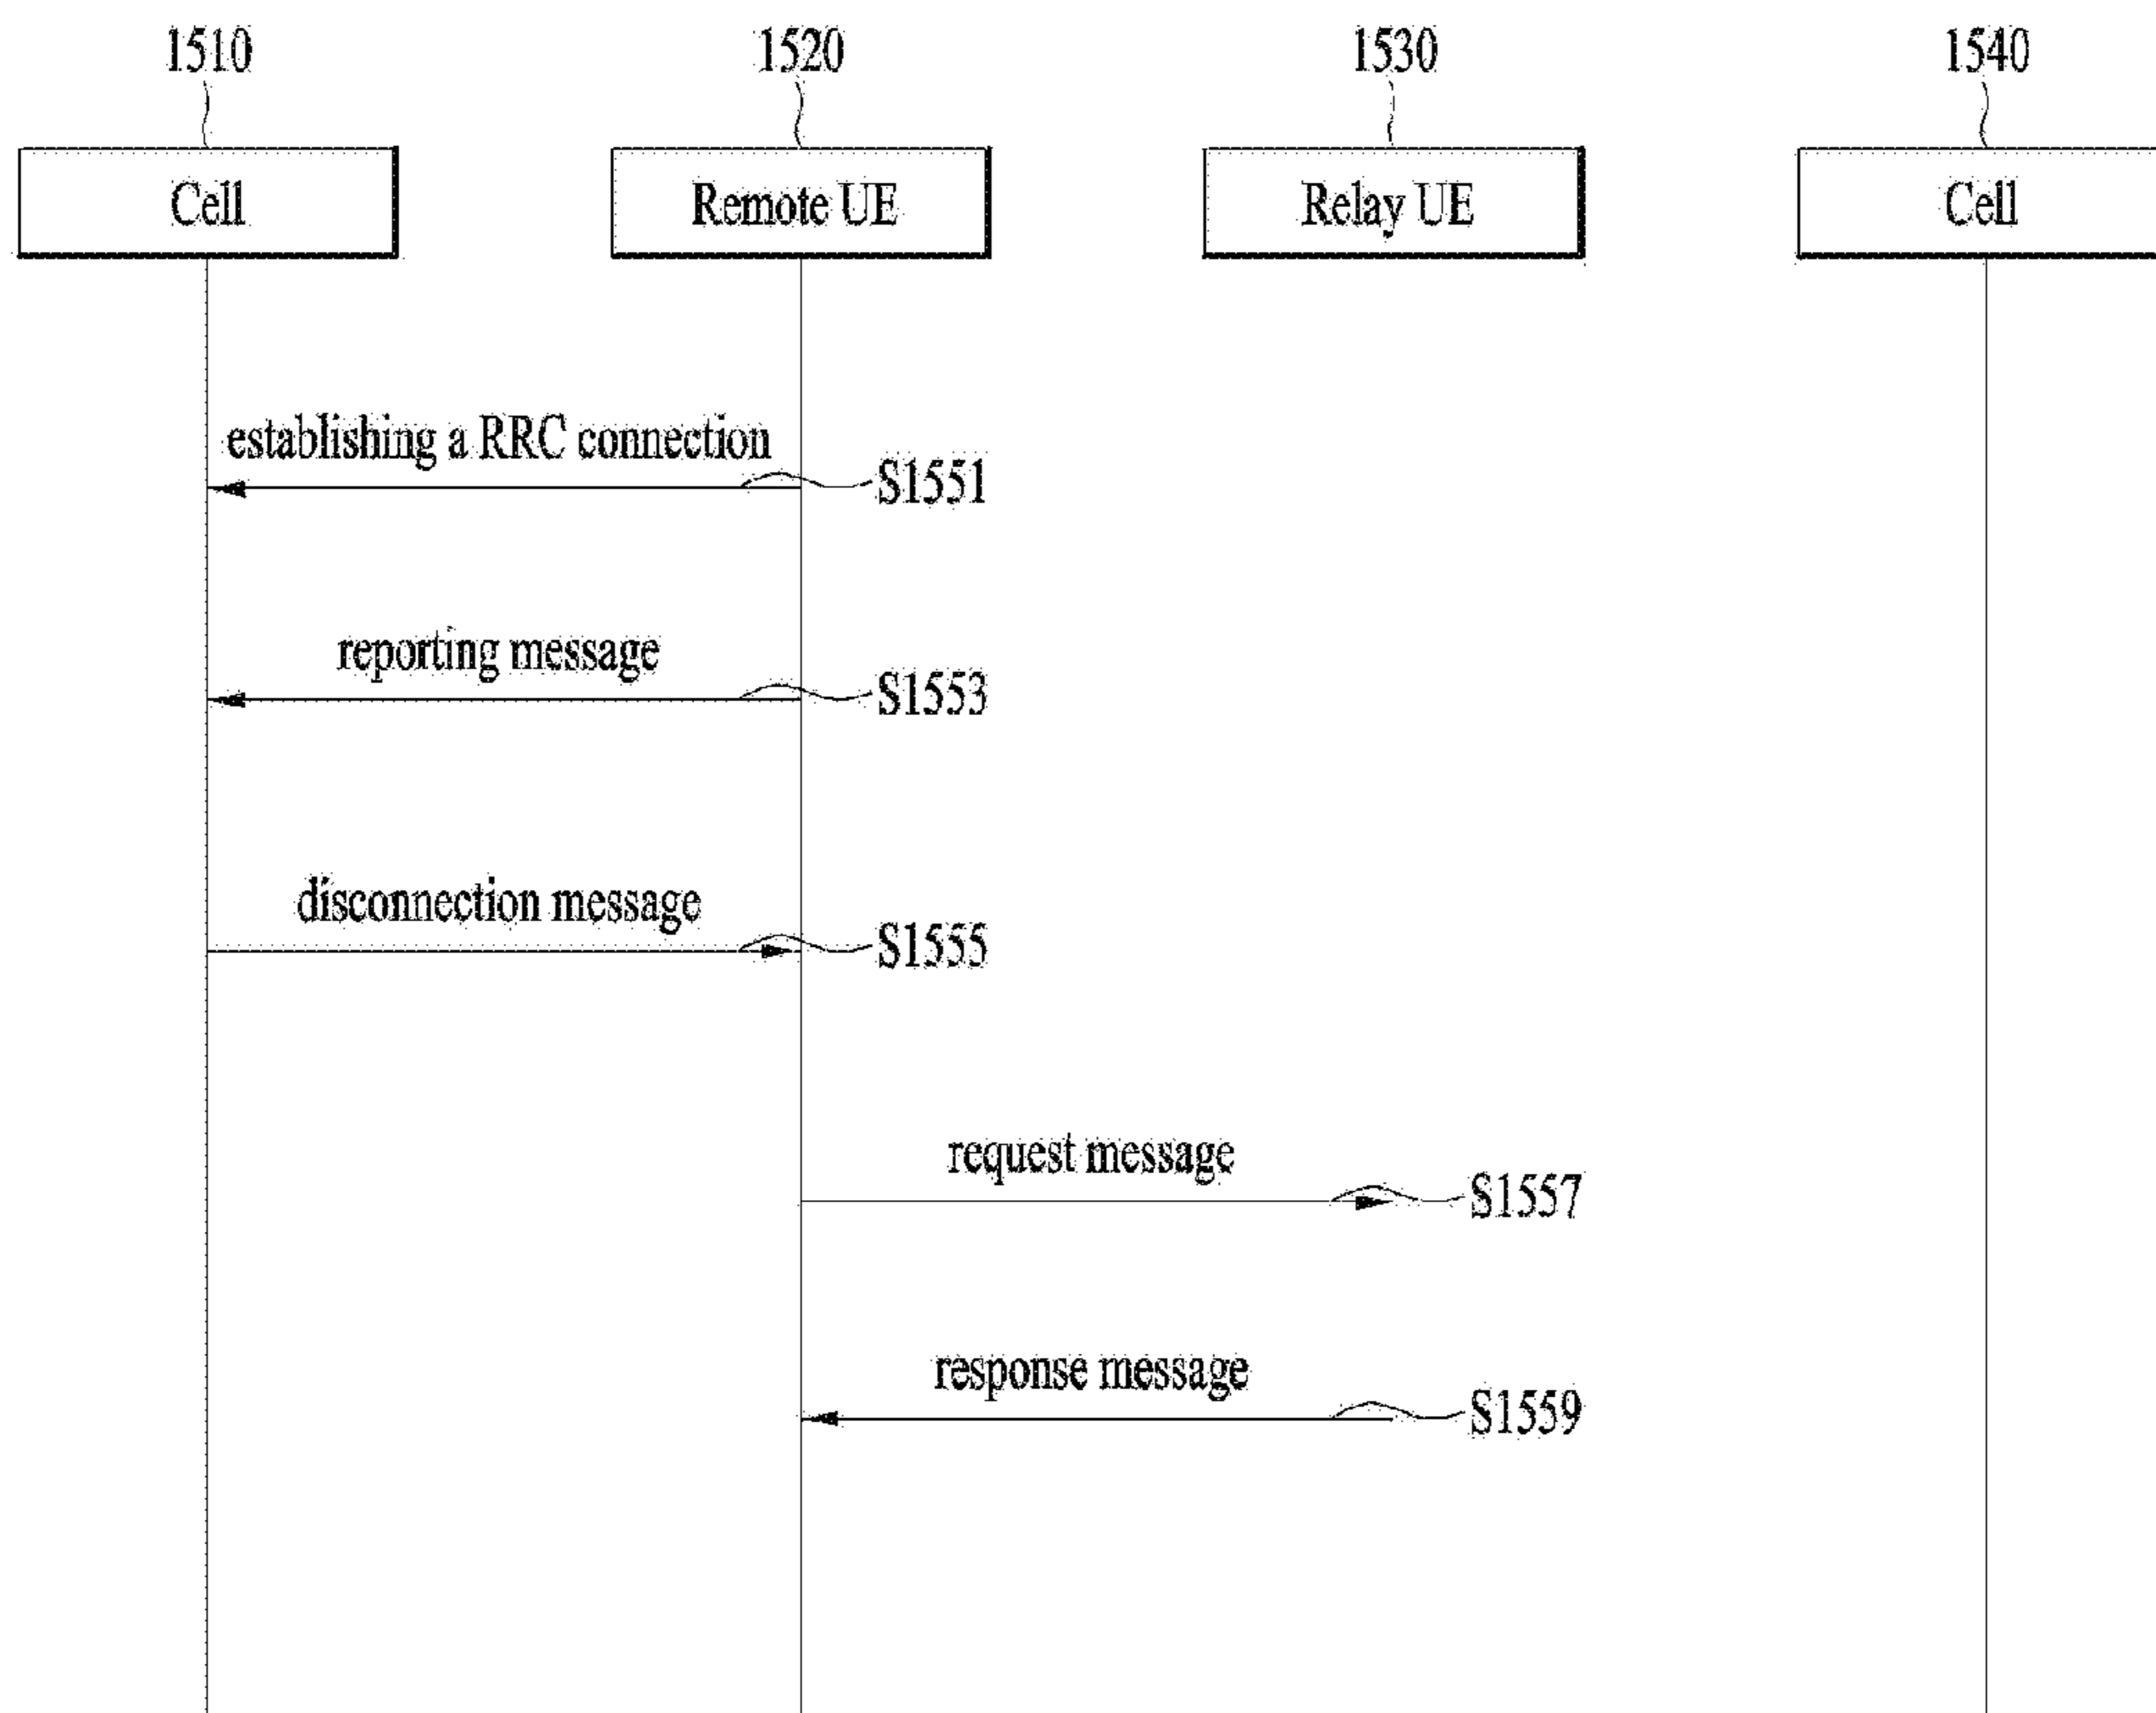 1510 1520 1530 1540
Cell Remote UE Relay UE Cell
establishing a RRC connection
S1551
reporting message
S1553
disconnection message
S1555
request message
S1557
response message
S1559